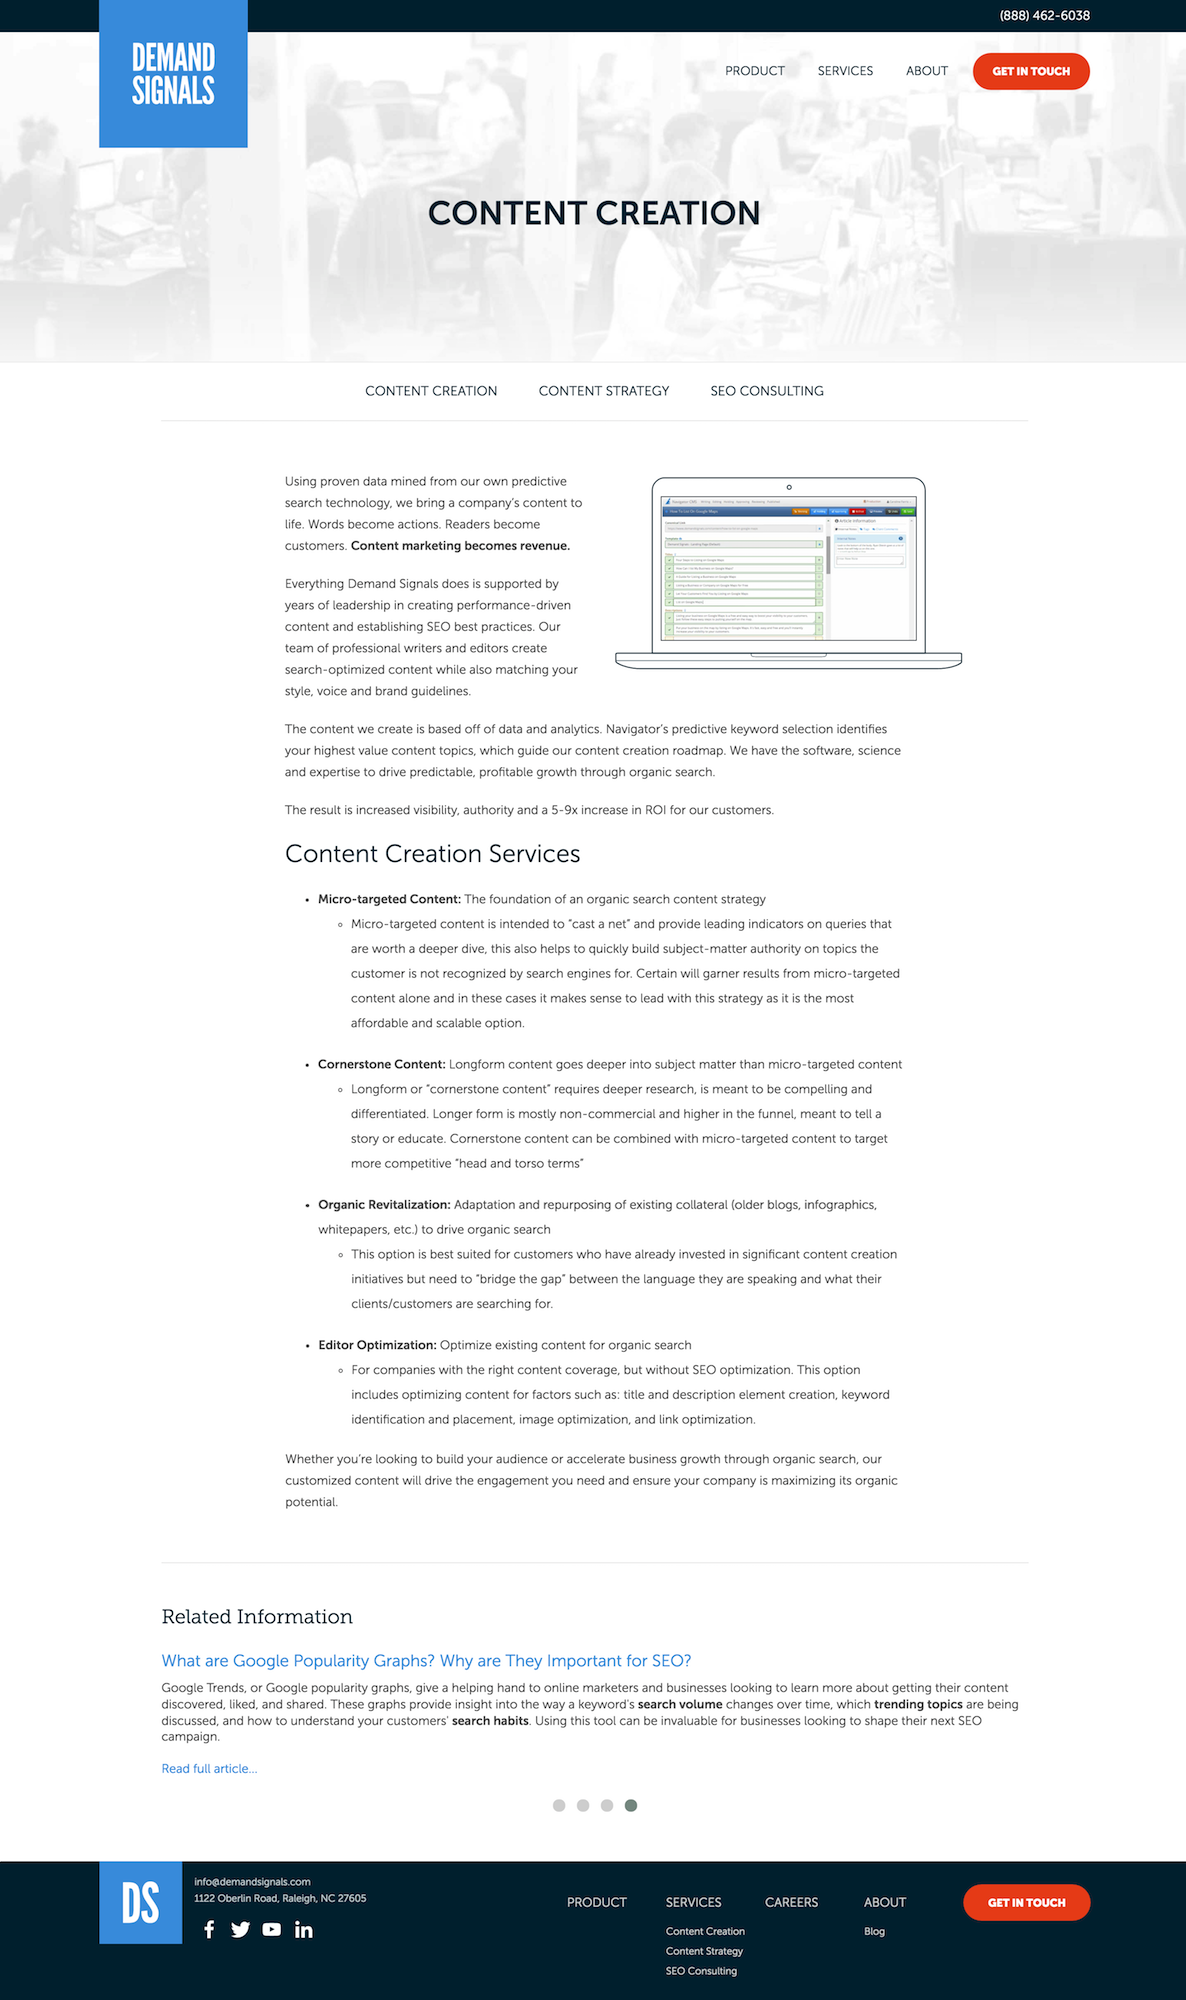 (888) 462-6038
DEMAND
SIGNALS
PRODUCT SERVICES ABOUT GET IN TOUCH
CONTENT CREATION
CONTENT CREATION CONTENT STRATEGY SEO CONSULTING
Using proven data mined from our own predictive
search technology, we bring a company's content to
life. Words become actions. Readers become
customers. Content marketing becomes revenue.
Everything Demand Signals does is supported by
years of leadership in creating performance-driven
content and establishing SEO best practices. Our
team of professional writers and editors create
search-optimized content while also matching your
style, voice and brand guidelines.
The content we create is based off of data and analytics. Navigator's predictive keyword selection identifies
your highest value content topics, which guide our content creation roadmap. We have the software, science
and expertise to drive predictable, profitable growth through organic search.
The result is increased visibility, authority and a 5-9x increase in ROI for our customers.
Content Creation Services
• Micro-targeted Content: The foundation of an organic search content strategy
◦ Micro-targeted content is intended to "cast a net" and provide leading indicators on queries that
are worth a deeper dive, this also helps to quickly build subject-matter authority on topics the
customer is not recognized by search engines for. Certain will garner results from micro-targeted
content alone and in these cases it makes sense to lead with this strategy as it is the most
affordable and scalable option.
• Cornerstone Content: Longform content goes deeper into subject matter than micro-targeted content
◦ Longform or "cornerstone content" requires deeper research, is meant to be compelling and
differentiated. Longer form is mostly non-commercial and higher in the funnel, meant to tell a
story or educate. Cornerstone content can be combined with micro-targeted content to target
more competitive "head and torso terms"
• Organic Revitalization: Adaptation and repurposing of existing collateral (older blogs, infographics,
whitepapers, etc.) to drive organic search
◦ This option is best suited for customers who have already invested in significant content creation
initiatives but need to "bridge the gap" between the language they are speaking and what their
clients/customers are searching for.
• Editor Optimization: Optimize existing content for organic search
◦ For companies with the right content coverage, but without SEO optimization. This option
includes optimizing content for factors such as: title and description element creation, keyword
identification and placement, image optimization, and link optimization.
Whether you're looking to build your audience or accelerate business growth through organic search, our
customized content will drive the engagement you need and ensure your company is maximizing its organic
potential.
Related Information
What are Google Popularity Graphs? Why are They Important for SEO?
Google Trends, or Google popularity graphs, give a helping hand to online marketers and businesses looking to learn more about getting their content
discovered, liked, and shared. These graphs provide insight into the way a keyword's search volume changes over time, which trending topics are being
discussed, and how to understand your customers' search habits. Using this tool can be invaluable for businesses looking to shape their next SEO
campaign.
Read full article...
DS
info@demandsignals.com
1122 Oberlin Road, Raleigh, NC 27605
PRODUCT SERVICES CAREERS ABOUT GET IN TOUCH
Content Creation Blog
Content Strategy
SEO Consulting